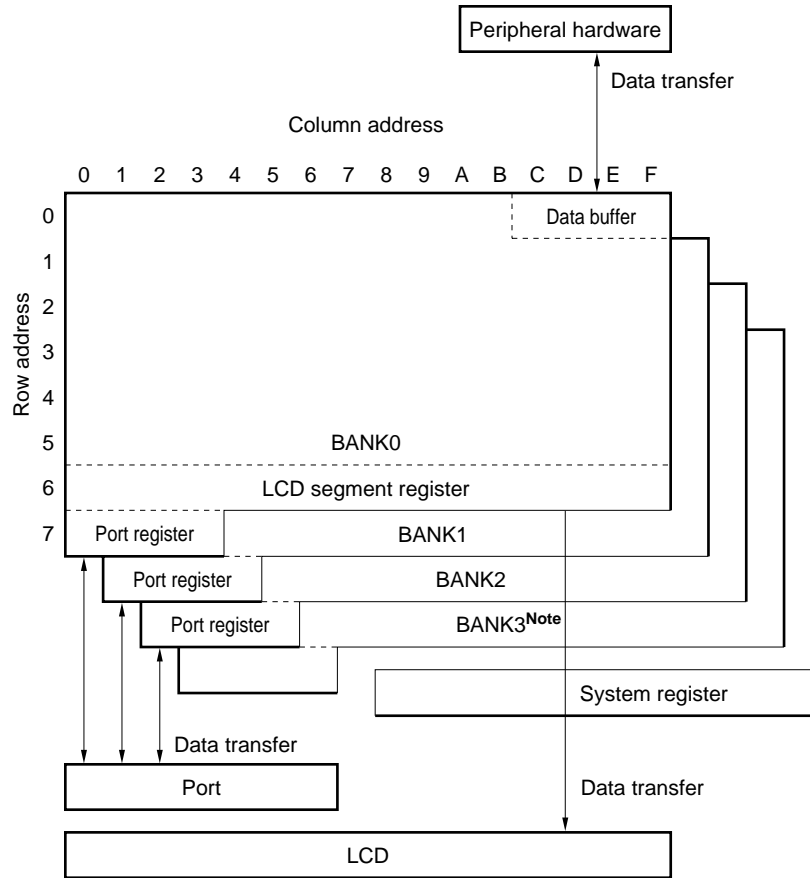 Peripheral hardware
Data transfer
Column address
0 1 2 3 4 5 6 7 8 9 A B C D E F
Row address
0
Data buffer
1
2
3
4
5
BANK0
6
LCD segment register
7
Port register
BANK1
Port register
BANK2
Port register
BANK3Note
System register
Data transfer
Port
Data transfer
LCD